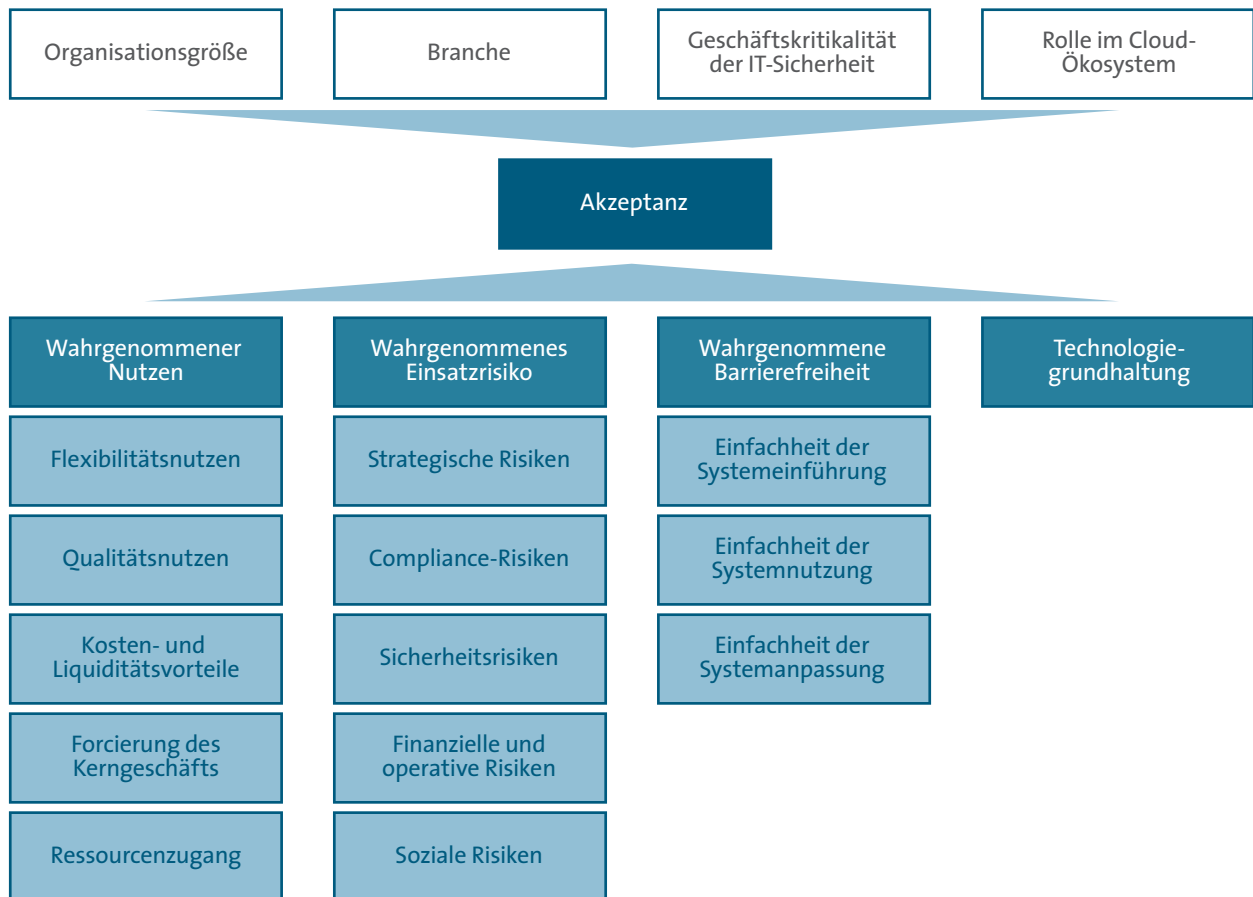 Organisationsgröße
Branche
Geschäftskritikalität
der IT-Sicherheit
Rolle im Cloud-
Ökosystem
Akzeptanz
Wahrgenommener
Nutzen
Wahrgenommenes
Einsatzrisiko
Wahrgenommene
Barrierefreiheit
Technologie-
grundhaltung
Flexibilitätsnutzen
Strategische Risiken
Einfachheit der
Systemeinführung
Qualitätsnutzen
Compliance-Risiken
Einfachheit der
Systemnutzung
Kosten- und
Liquiditätsvorteile
Sicherheitsrisiken
Einfachheit der
Systemanpassung
Forcierung des
Kerngeschäfts
Finanzielle und
operative Risiken
Ressourcenzugang
Soziale Risiken